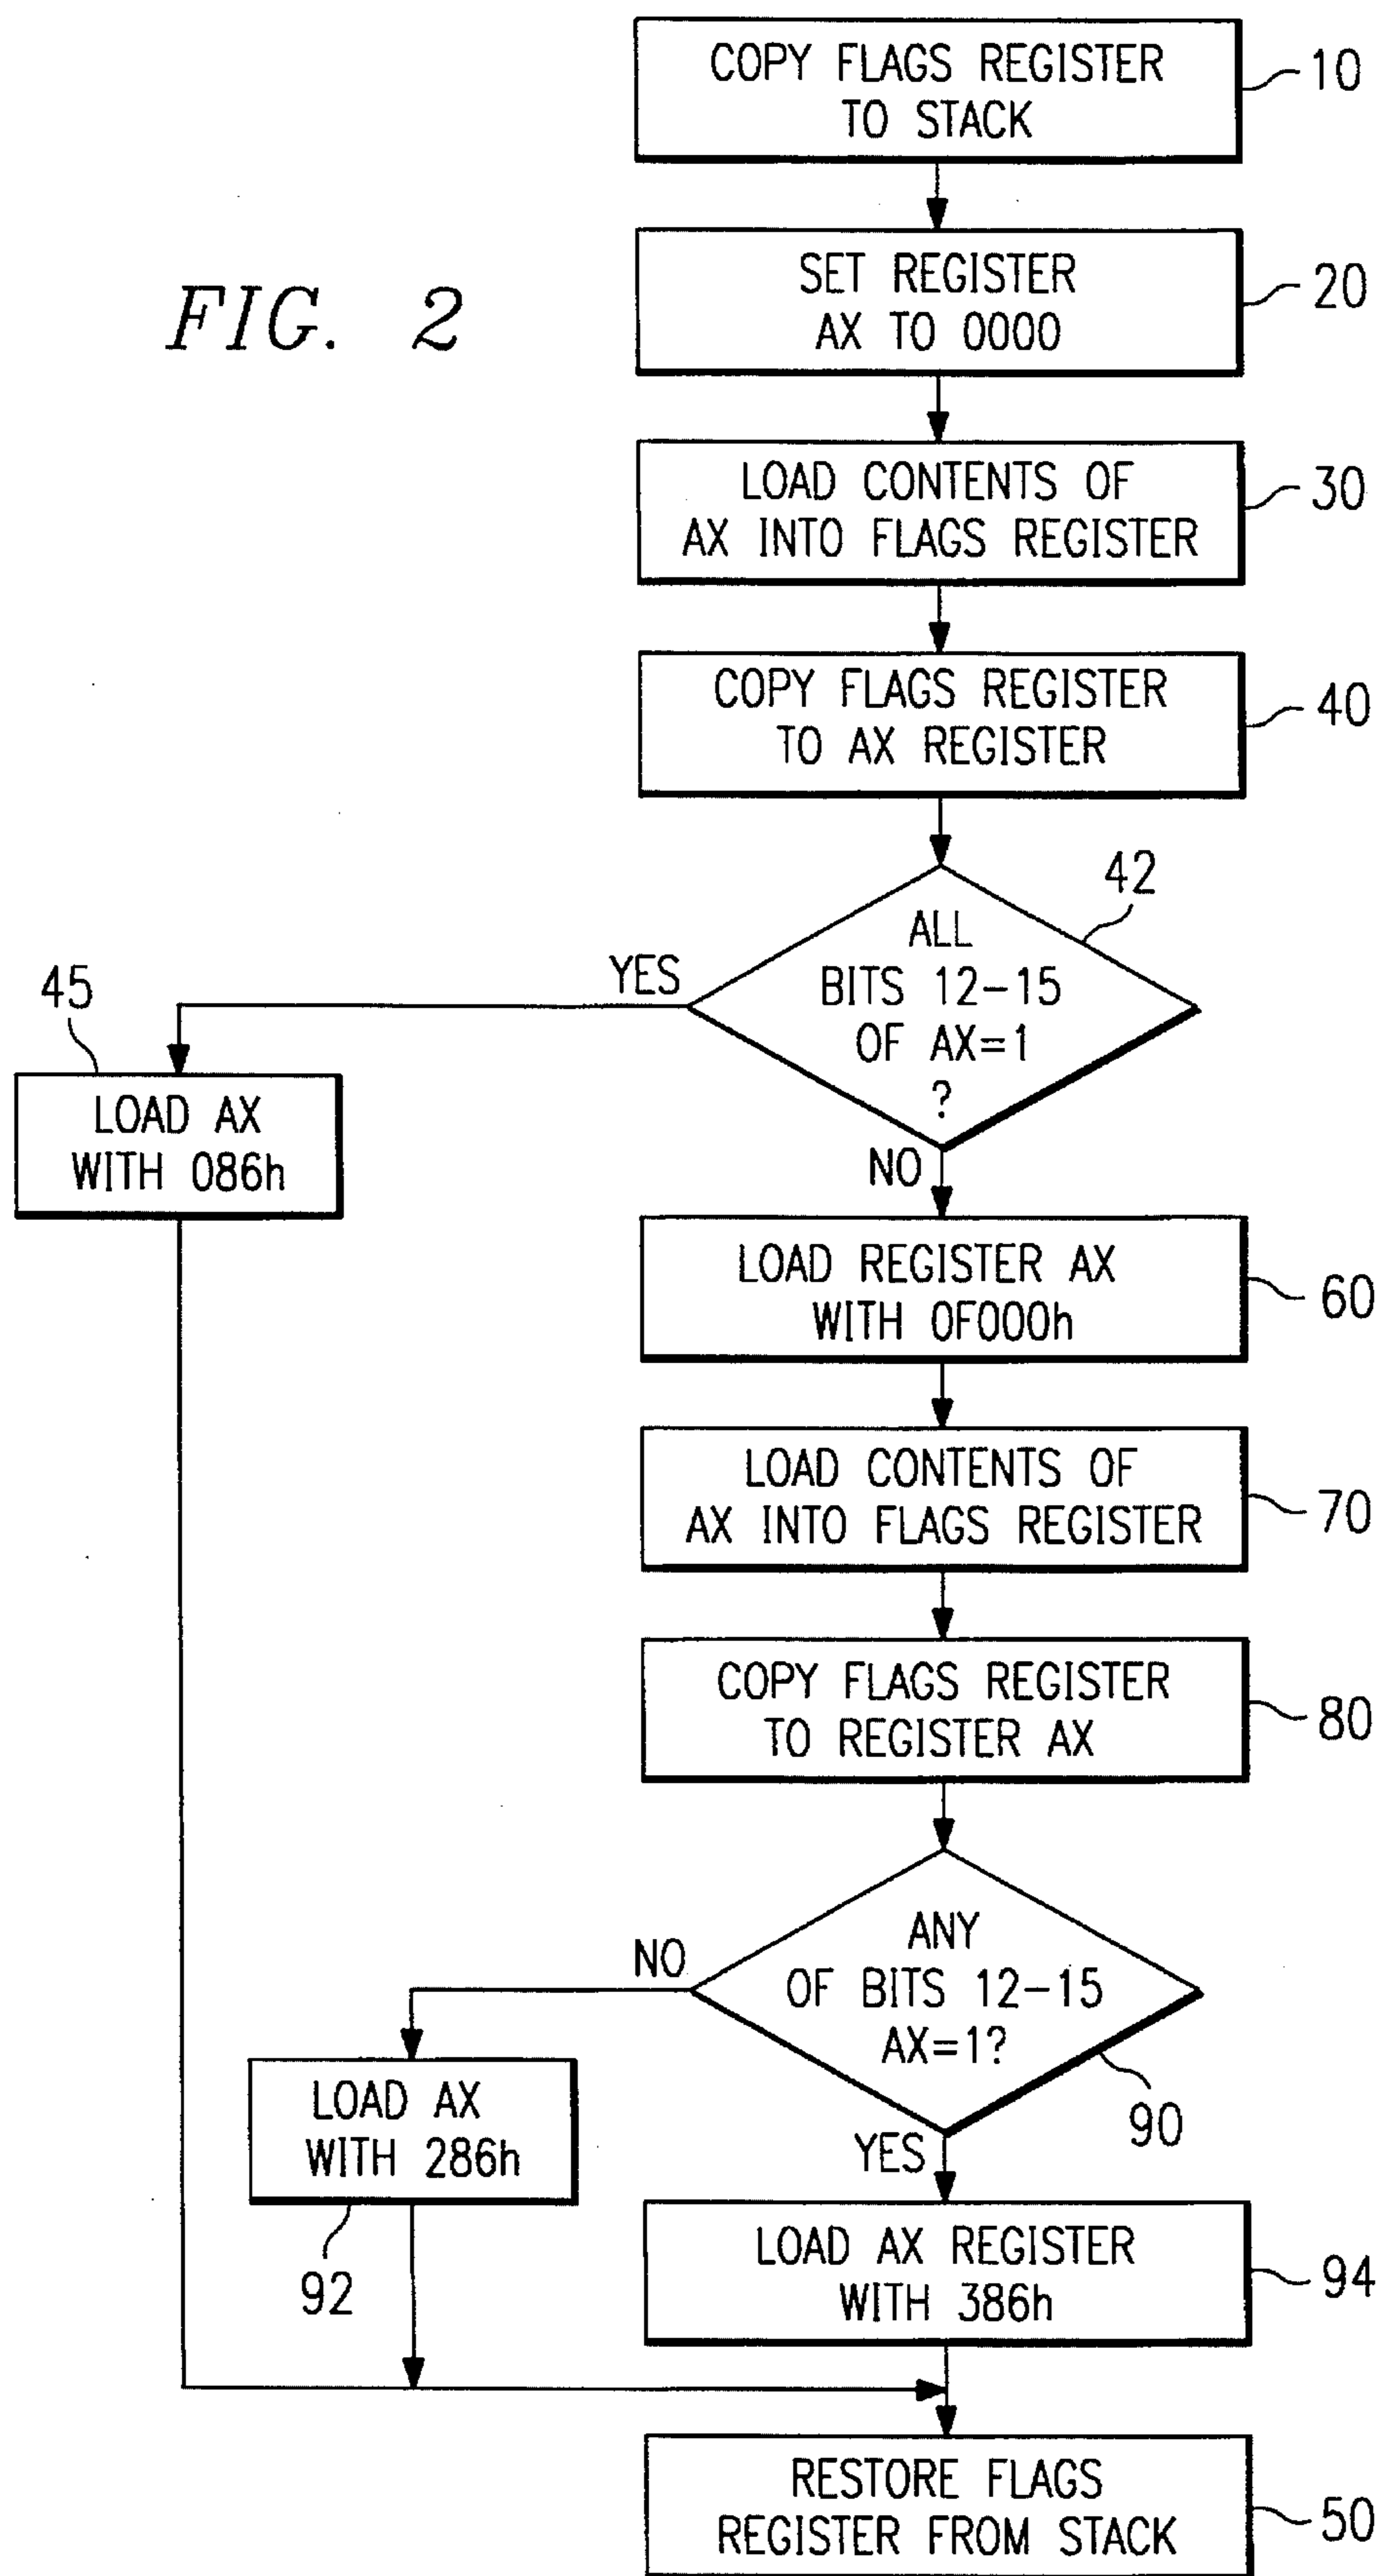 COPY FLAGS REGISTER
TO STACK
10
FIG. 2
SET REGISTER
AX TO 0000
20
LOAD CONTENTS OF
AX INTO FLAGS REGISTER
30
COPY FLAGS REGISTER
TO AX REGISTER
40
42
ALL
BITS 12-15
OF AX=1
?
YES
NO
45
LOAD AX
WITH 086h
LOAD REGISTER AX
WITH 0F000h
60
LOAD CONTENTS OF
AX INTO FLAGS REGISTER
70
COPY FLAGS REGISTER
TO REGISTER AX
80
ANY
OF BITS 12-15
AX=1?
90
NO
YES
LOAD AX
WITH 286h
92
LOAD AX REGISTER
WITH 386h
94
RESTORE FLAGS
REGISTER FROM STACK
50